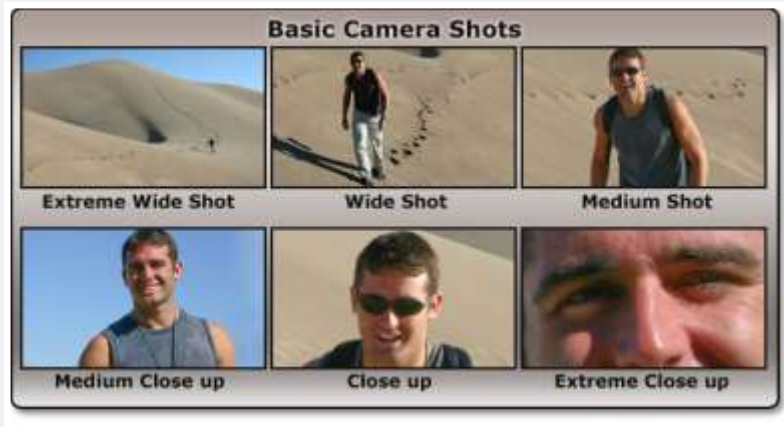 Basic Camera Shots
Extreme Wide Shot
Wide Shot
Medium Shot
Medium Close up
Close up
Extreme Close up